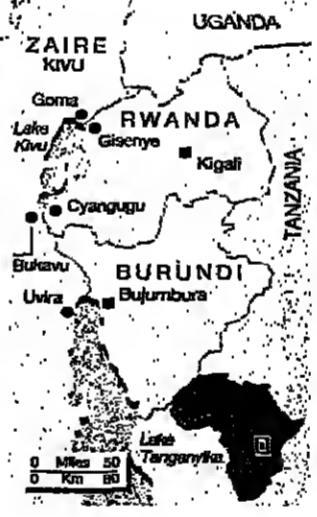 UGANDA
ZAIRE
KIVU
Goma
RWANDA
Lake
Kivu
Gisenye
Kigali
TANZANIA
Cyangugu
Bukavu
BURUNDI
Uvira
Bujumbura
Lake
Tanganyika
0 Miles 50
0 Km 80